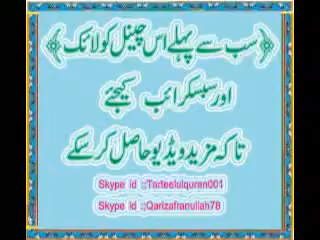 ﴿سب سے پہلے اس چینل کو لائک﴾
اور سبسکرائب کیجئے
تاکہ مزید ویڈیو حاصل کر سکے
Skype id :;Tarteelulquran001
Skype id :;Qarizafranullah78